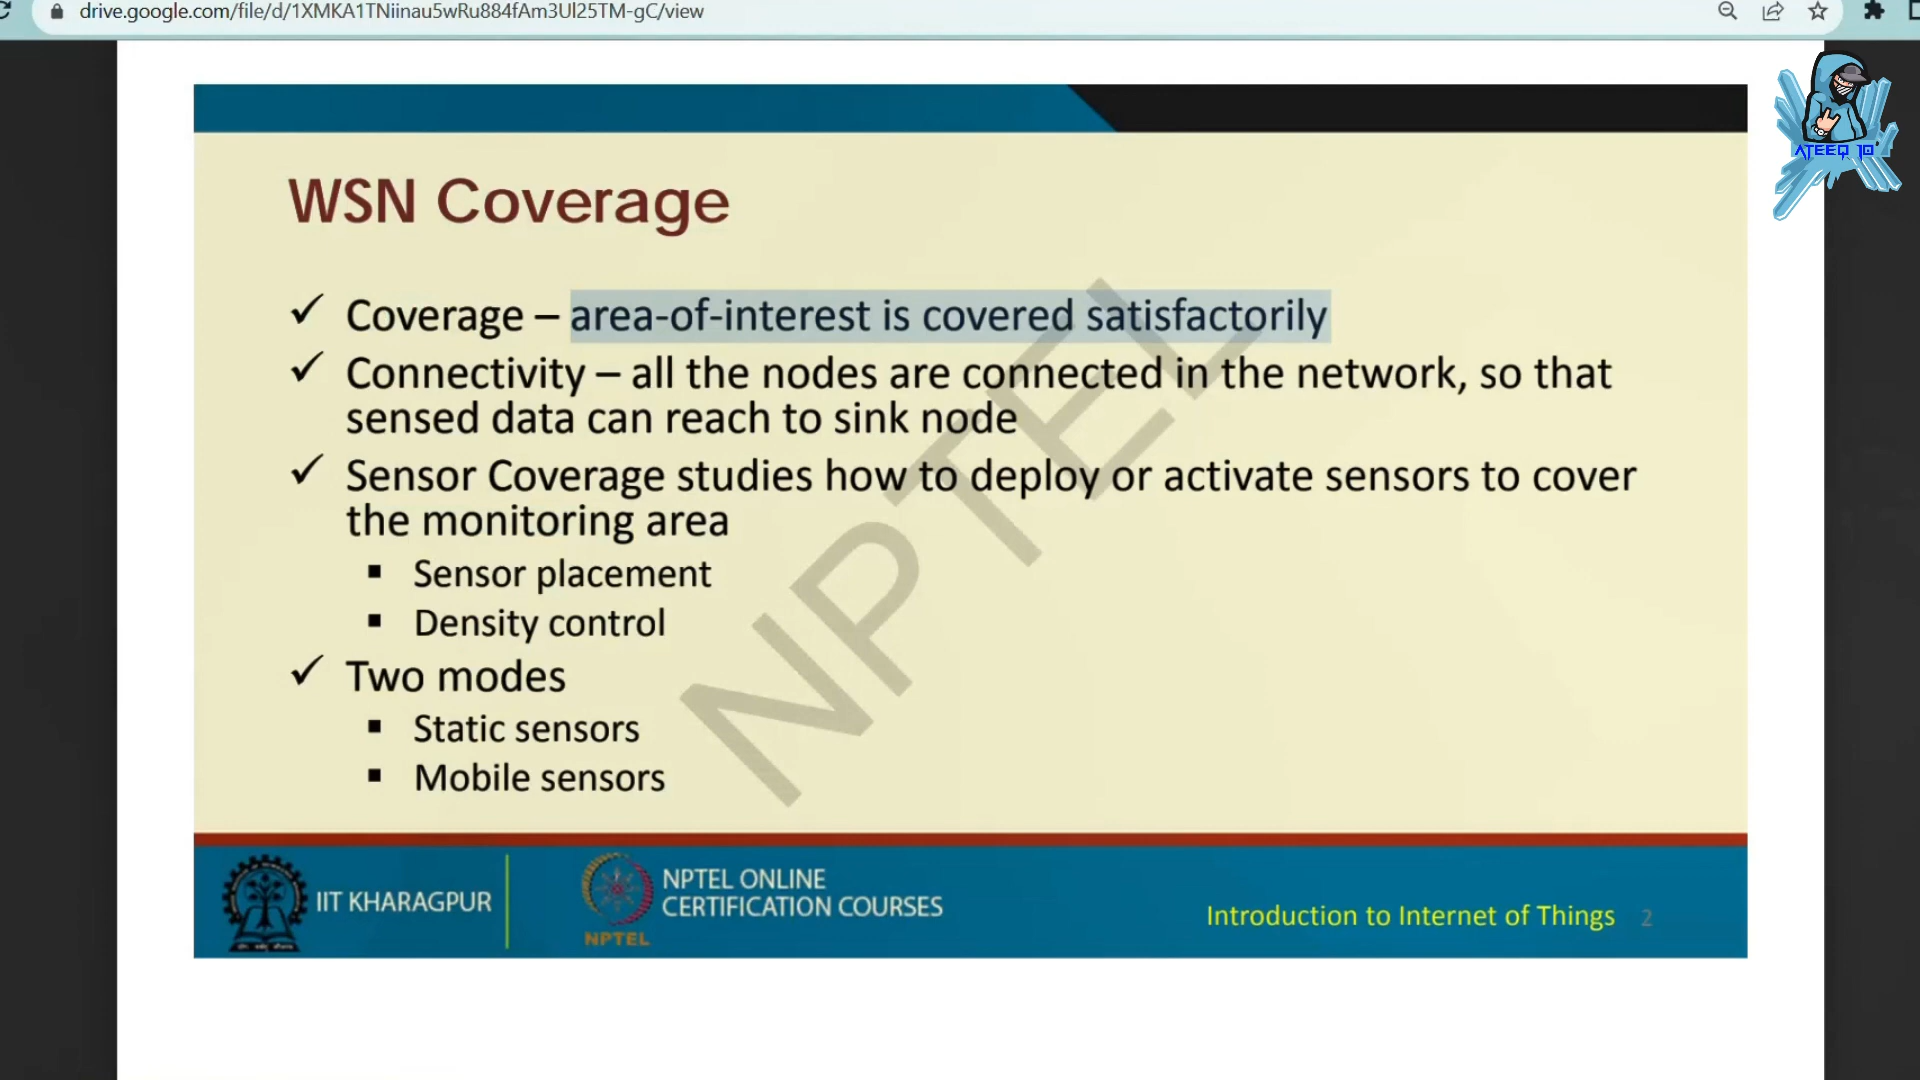 drive.google.com/file/d/1XMKA1TNiinau5wRu884fAm3Ul25TM-gC/view
ATEEQ 10
WSN Coverage
✓ Coverage – area-of-interest is covered satisfactorily
✓ Connectivity – all the nodes are connected in the network, so that
sensed data can reach to sink node
✓ Sensor Coverage studies how to deploy or activate sensors to cover
the monitoring area
▪ Sensor placement
▪ Density control
✓ Two modes
▪ Static sensors
▪ Mobile sensors
NPTEL
IIT KHARAGPUR
NPTEL
NPTEL ONLINE
CERTIFICATION COURSES
Introduction to Internet of Things 2